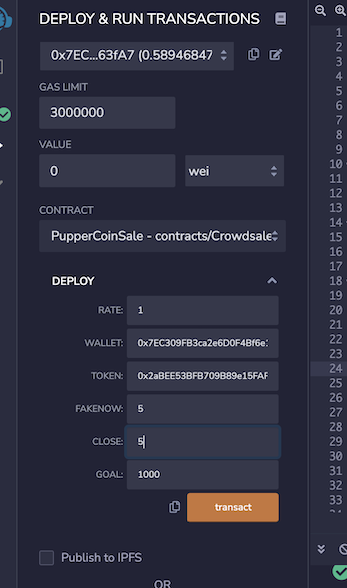 DEPLOY & RUN TRANSACTIONS
0x7EC...63fA7 (0.58946847
GAS LIMIT
3000000
VALUE
0 wei
CONTRACT
PupperCoinSale - contracts/Crowdsale
DEPLOY
RATE: 1
WALLET: 0x7EC309FB3ca2e6D0F4Bf6e
TOKEN: 0x2aBEE53BFB709B89e15FAF
FAKENOW: 5
CLOSE: 5
GOAL: 1000
transact
Publish to IPFS
OR
1
2
3
4
5
6
7
8
9
10
11
12
13
14
15
16
17
18
19
20
21
22
23
24
25
26
27
28
29
30
31
32
33